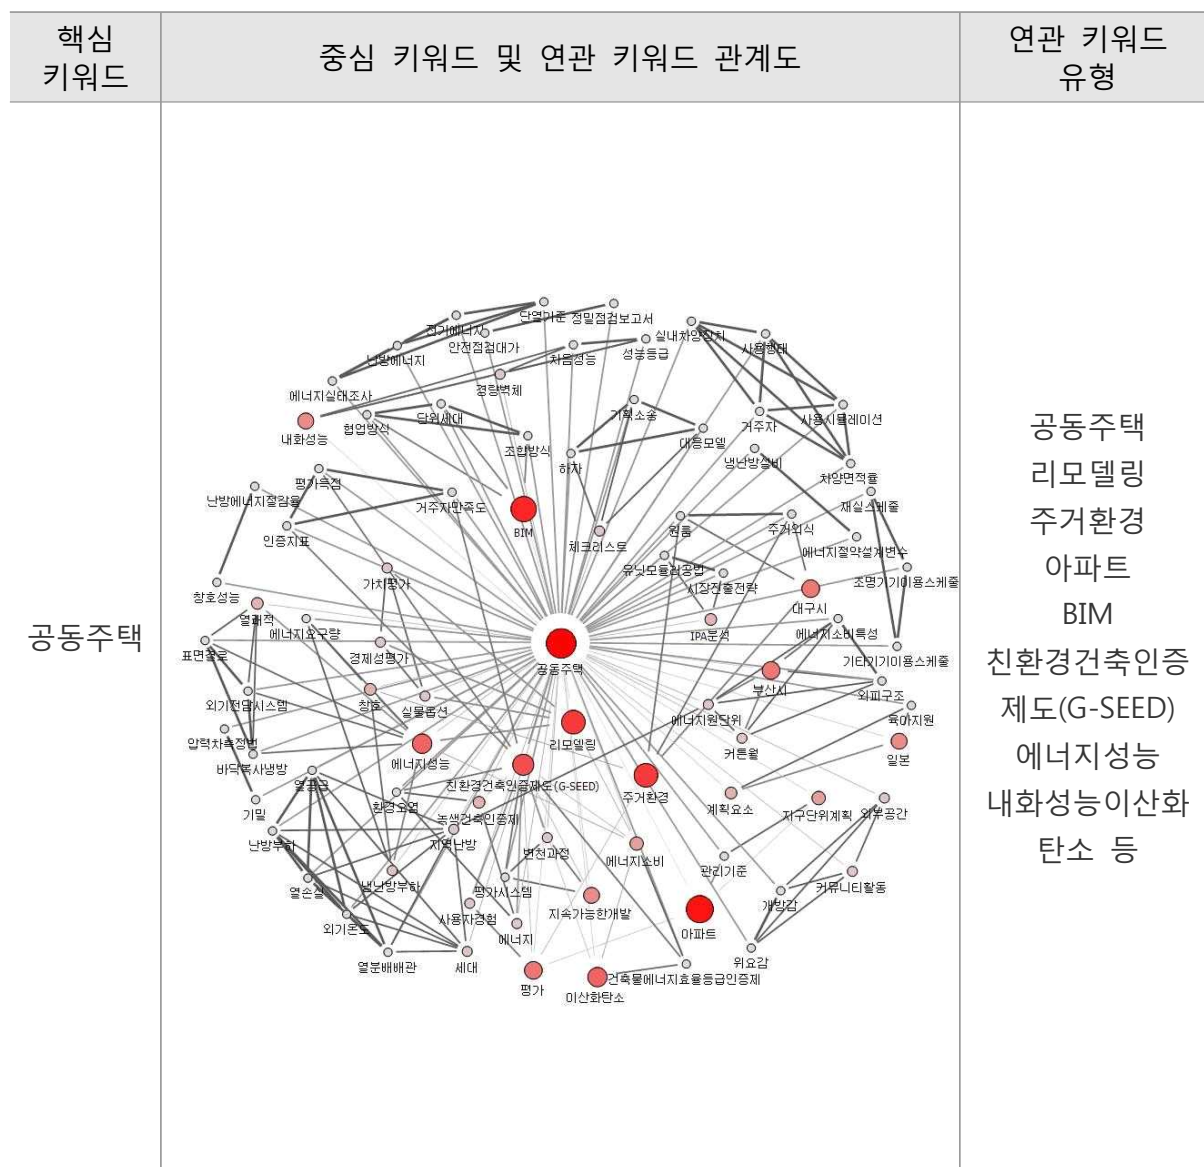 핵심
키워드
중심 키워드 및 연관 키워드 관계도
연관 키워드
유형
공동주택
단열기준
정밀점검보고서
전기에너지
안전점검대가
실내차양장치
사용행태
난방에너지
차음성능
성능등급
에너지실태조사
경량벽체
내화성능
협업방식
단위세대
기획소송
거주자
사용시뮬레이션
조합방식
하자
대응모델
냉난방설비
차양면적률
평가득점
난방에너지절감율
거주자만족도
재실스케줄
인증지표
BIM
체크리스트
원룸
주거의식
에너지절약설계변수
가치평가
유닛모듈러공법
시장진출전략
조명기기이용스케줄
창호성능
열쾌적
에너지요구량
대구시
IPA분석
에너지소비특성
표면결로
경제성평가
공동주택
기타기기이용스케줄
부산시
외피구조
외기전담시스템
창호
실물옵션
에너지원단위
육아지원
압력차측정법
에너지성능
리모델링
커튼월
일본
바닥복사냉방
열공급
친환경건축인증제도(G-SEED)
주거환경
기밀
환경오염
녹색건축인증제
계획요소
지구단위계획
외부공간
난방부하
지역난방
변천과정
에너지소비
관리기준
열손실
냉난방부하
평가시스템
커뮤니티활동
외기온도
사용자경험
지속가능한개발
아파트
개방감
에너지
열분배배관
세대
평가
이산화탄소
건축물에너지효율등급인증제
위요감
공동주택
리모델링
주거환경
아파트
BIM
친환경건축인증
제도(G-SEED)
에너지성능
내화성능이산화
탄소 등